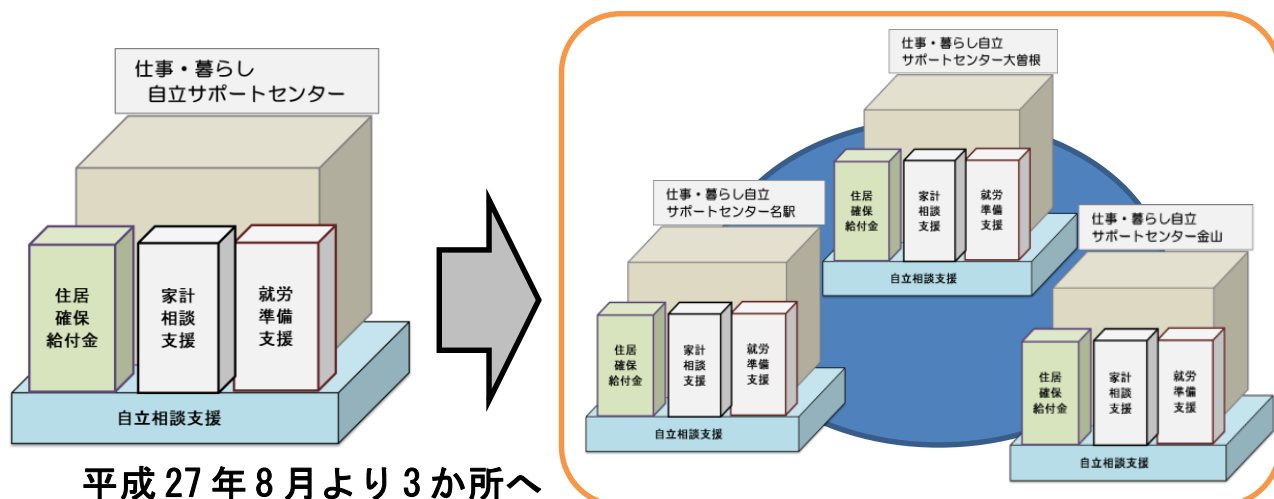 仕事・暮らし
自立サポートセンター
住居
確保
給付金
家計
相談
支援
就労
準備
支援
自立相談支援
平成27年8月より3か所へ
仕事・暮らし自立
サポートセンター大曽根
住居
確保
給付金
家計
相談
支援
就労
準備
支援
自立相談支援
仕事・暮らし自立
サポートセンター名駅
住居
確保
給付金
家計
相談
支援
就労
準備
支援
自立相談支援
仕事・暮らし自立
サポートセンター金山
住居
確保
給付金
家計
相談
支援
就労
準備
支援
自立相談支援